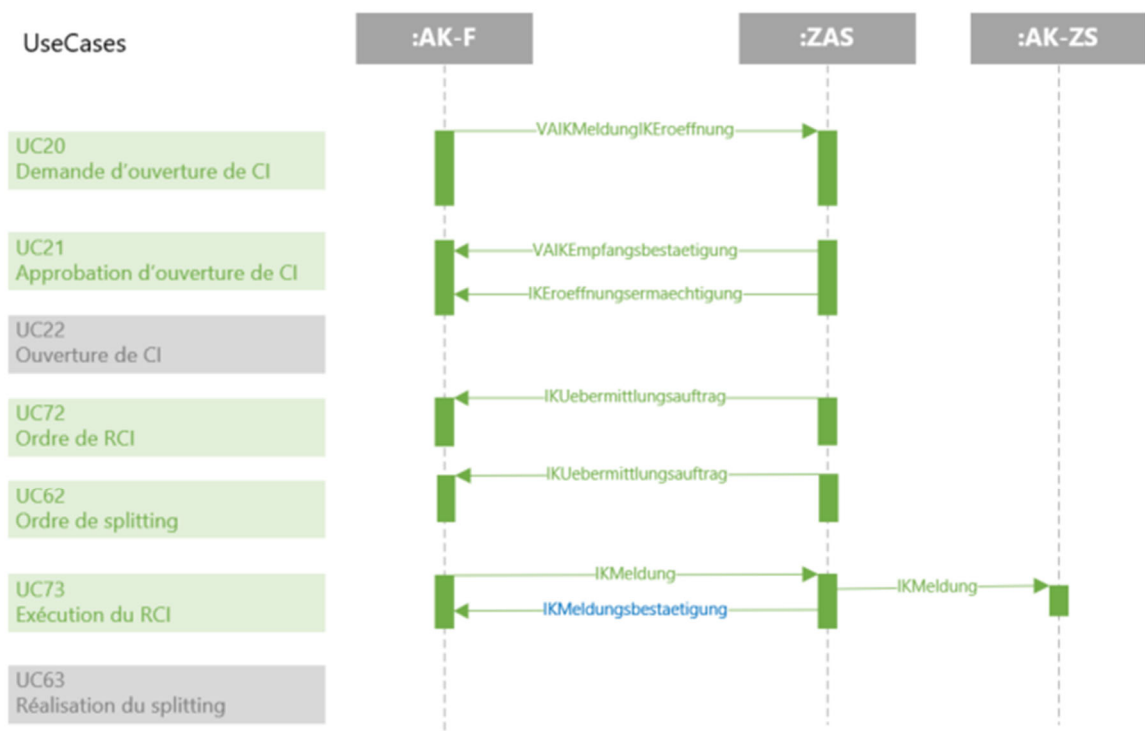 UseCases
:AK-F
:ZAS
:AK-ZS
UC20
Demande d'ouverture de CI
VAIKMeldungIKEroeffnung
UC21
Approbation d'ouverture de CI
VAIKEmpfangsbestaetigung
IKEroeffnungsermaechtigung
UC22
Ouverture de CI
UC72
Ordre de RCI
IKUebermittlungsauftrag
UC62
Ordre de splitting
IKUebermittlungsauftrag
UC73
Exécution du RCI
IKMeldung
IKMeldung
IKMeldungsbestaetigung
UC63
Réalisation du splitting